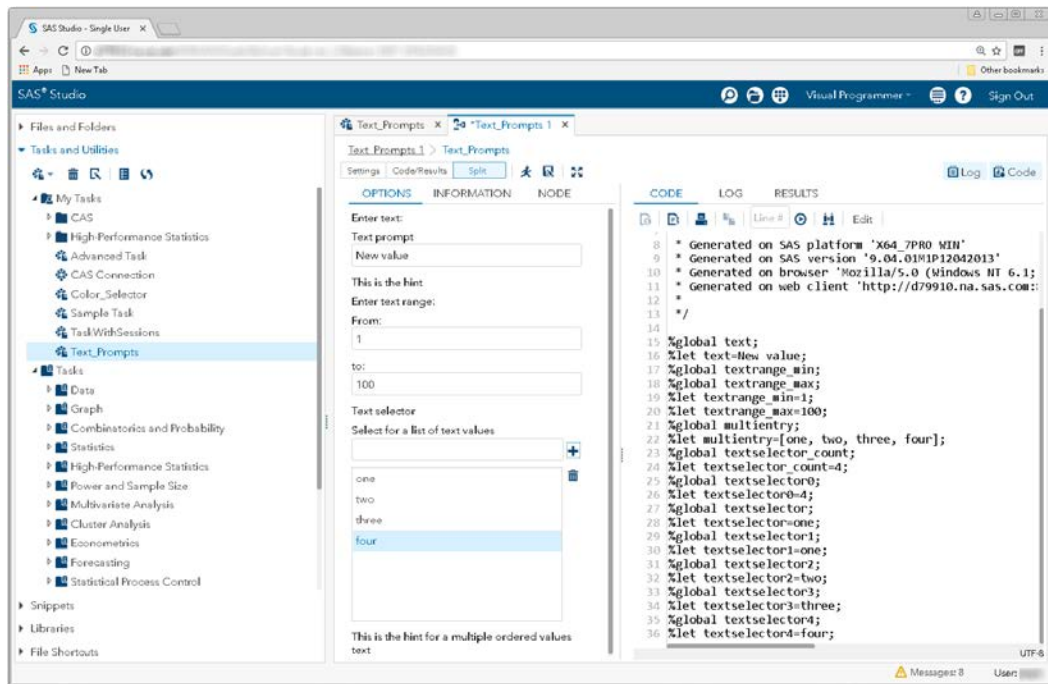 SAS Studio - Single User
Apps New Tab
Other bookmarks
SAS® Studio
Visual Programmer
Sign Out
Files and Folders
Tasks and Utilities
My Tasks
CAS
High-Performance Statistics
Advanced Task
CAS Connection
Color_Selector
Sample Task
TaskWithSessions
Text_Prompts
Tasks
Data
Graph
Combinatorics and Probability
Statistics
High-Performance Statistics
Power and Sample Size
Multivariate Analysis
Cluster Analysis
Econometrics
Forecasting
Statistical Process Control
Snippets
Libraries
File Shortcuts
Text_Prompts *Text_Prompts 1
Text_Prompts 1 > Text_Prompts
Settings Code/Results Split
OPTIONS INFORMATION NODE
Enter text:
Text prompt
New value
This is the hint
Enter text range:
From:
1
to:
100
Text selector
Select for a list of text values
one
two
three
four
This is the hint for a multiple ordered values
text
Log Code
CODE LOG RESULTS
Line # Edit
8 * Generated on SAS platform 'X64_7PRO WIN'
9 * Generated on SAS version '9.04.01M1P12042013'
10 * Generated on browser 'Mozilla/5.0 (Windows NT 6.1;
11 * Generated on web client 'http://d79910.na.sas.com:
12 *
13 */
14
15 %global text;
16 %let text=New value;
17 %global textrange_min;
18 %global textrange_max;
19 %let textrange_min=1;
20 %let textrange_max=100;
21 %global multientry;
22 %let multientry=[one, two, three, four];
23 %global textselector_count;
24 %let textselector_count=4;
25 %global textselector0;
26 %let textselector0=4;
27 %global textselector;
28 %let textselector=one;
29 %global textselector1;
30 %let textselector1=one;
31 %global textselector2;
32 %let textselector2=two;
33 %global textselector3;
34 %let textselector3=three;
35 %global textselector4;
36 %let textselector4=four;
UTF-8
Messages: 8 User: